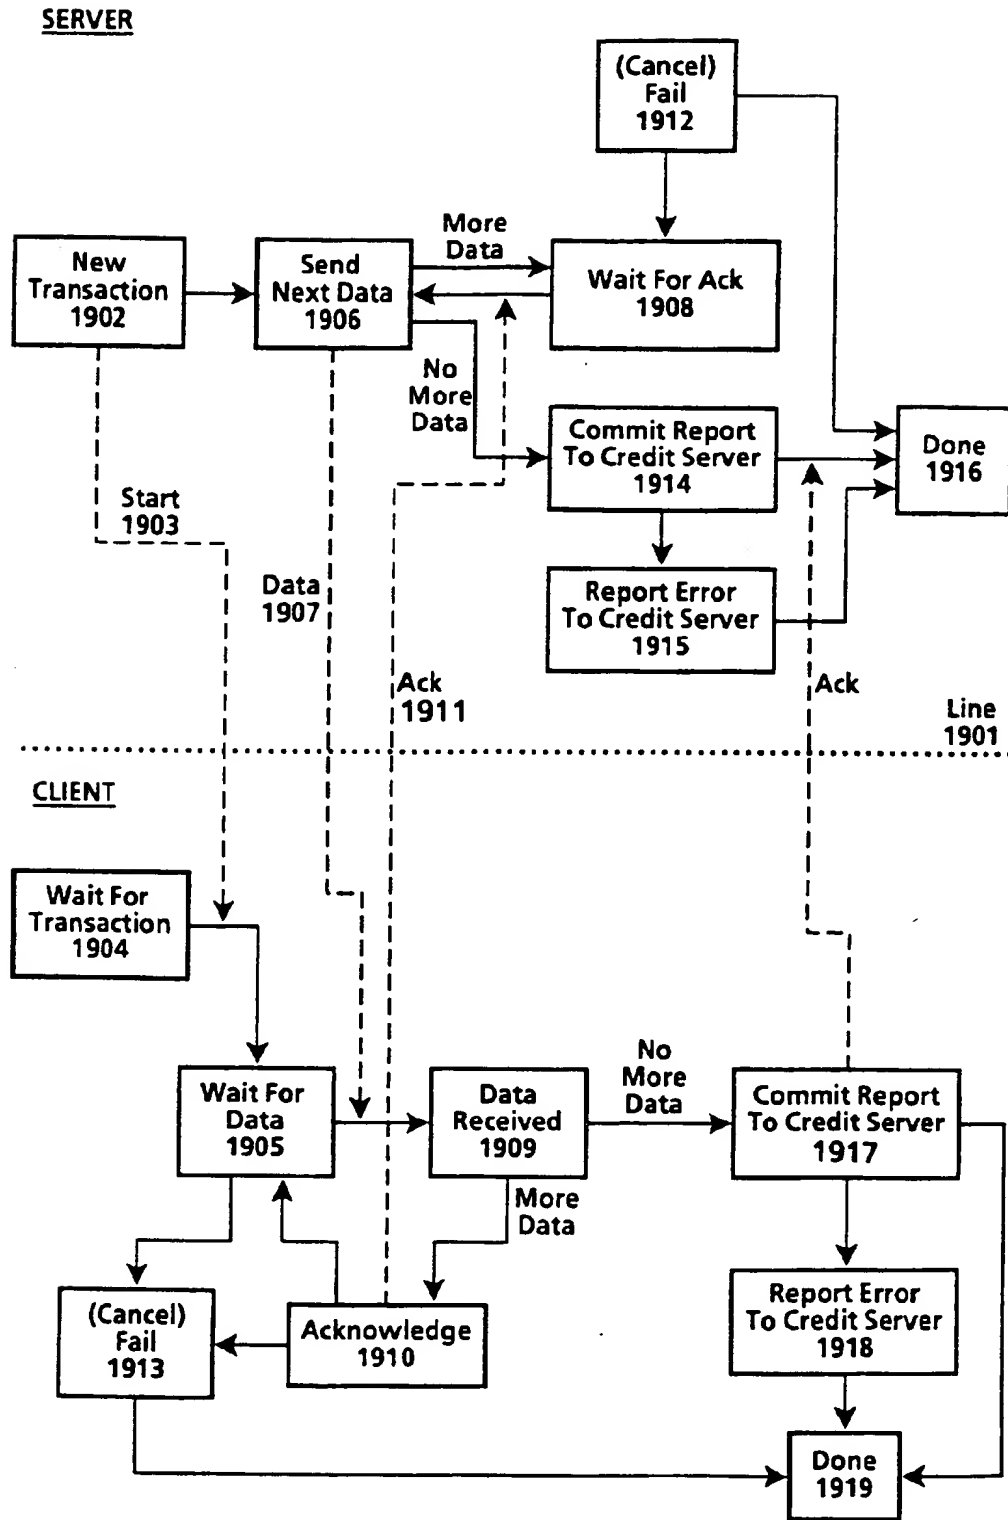 SERVER
(Cancel)
Fail
1912
New
Transaction
1902
Send
Next Data
1906
More
Data
Wait For Ack
1908
No
More
Data
Commit Report
To Credit Server
1914
Done
1916
Start
1903
Data
1907
Report Error
To Credit Server
1915
Ack
1911
Ack
Line
1901
CLIENT
Wait For
Transaction
1904
Wait For
Data
1905
Data
Received
1909
No
More
Data
Commit Report
To Credit Server
1917
More
Data
(Cancel)
Fail
1913
Acknowledge
1910
Report Error
To Credit Server
1918
Done
1919